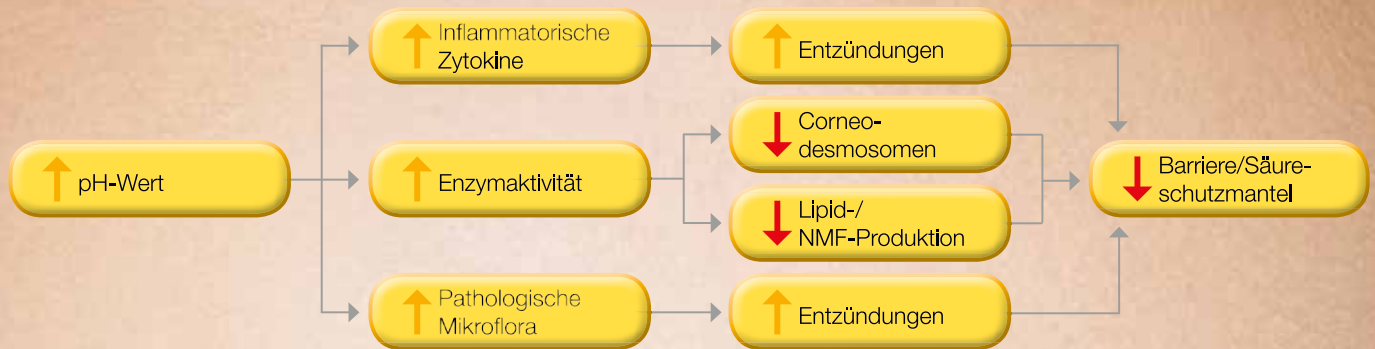 Inflammatorische
Zytokine
Entzündungen
Corneo-
desmosomen
pH-Wert
Enzymaktivität
Barriere/Säure-
schutzmantel
Lipid-/
NMF-Produktion
Pathologische
Mikroflora
Entzündungen